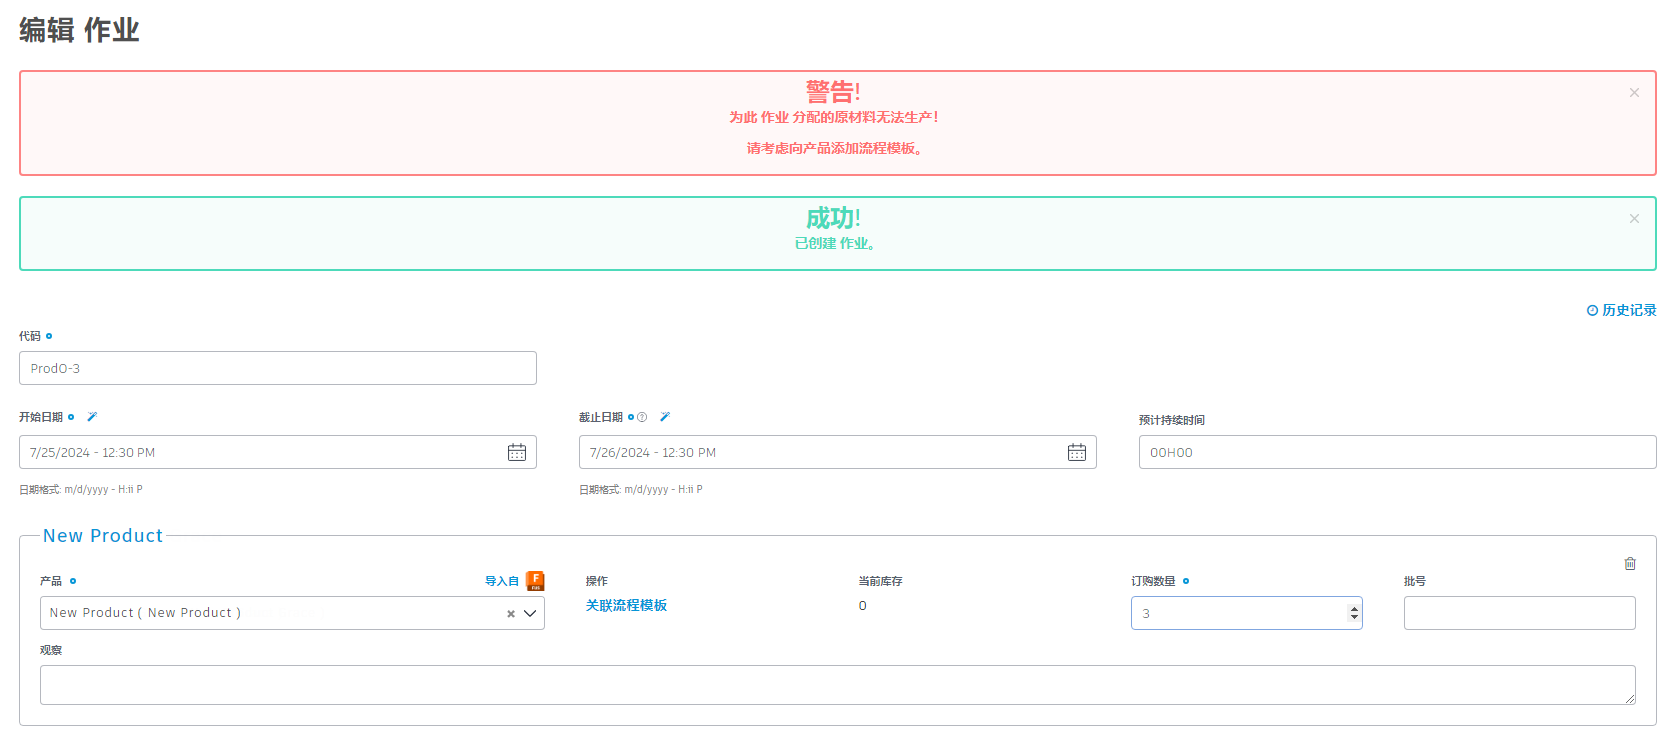 编辑 作业
警告!
为此 作业 分配的原材料无法生产!
请考虑向产品添加流程模板。
成功!
已创建 作业。
历史记录
代码
ProdO-3
开始日期
截止日期
预计持续时间
7/25/2024 - 12:30 PM
7/26/2024 - 12:30 PM
00H00
日期格式: m/d/yyyy - H:ii P
日期格式: m/d/yyyy - H:ii P
New Product
产品
导入自
F
操作
当前库存
订购数量
批号
New Product ( New Product )
关联流程模板
0
3
观察